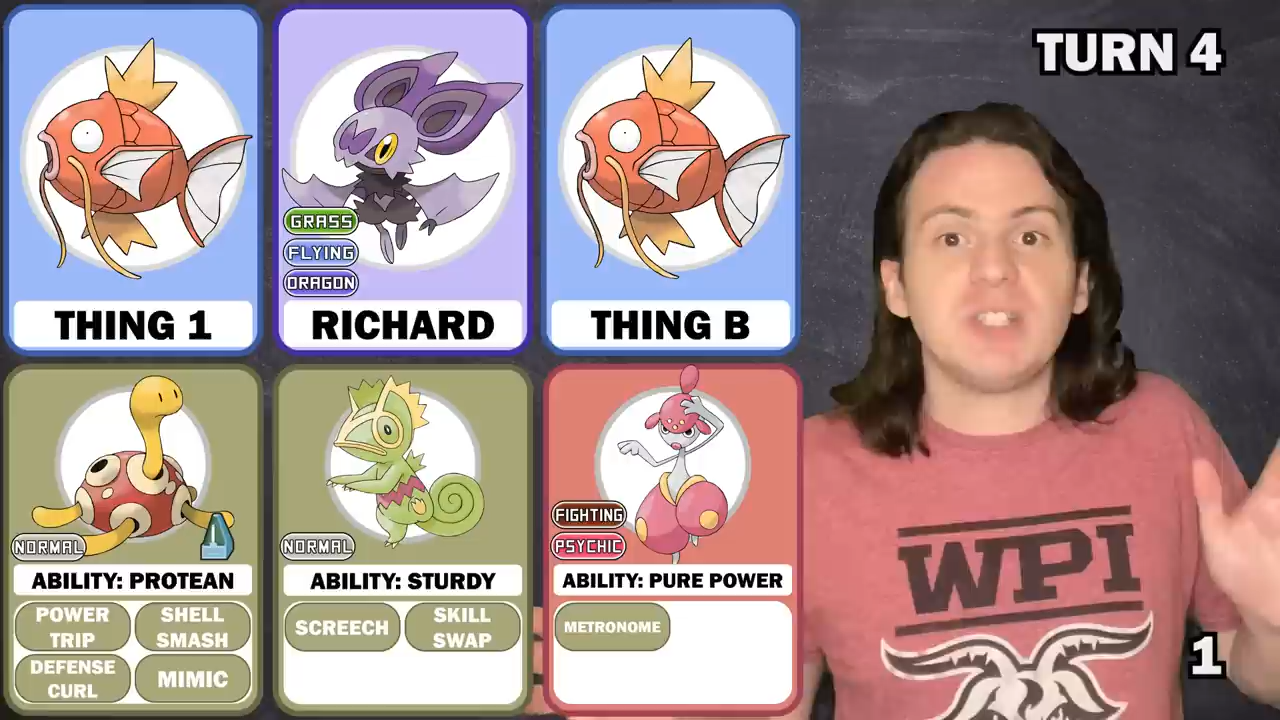 TURN 4
GRASS
FLYING
DRAGON
THING 1
RICHARD
THING B
NORMAL
ABILITY: PROTEAN
POWER
TRIP
SHELL
SMASH
DEFENSE
CURL
MIMIC
NORMAL
ABILITY: STURDY
SCREECH
SKILL
SWAP
FIGHTING
PSYCHIC
ABILITY: PURE POWER
METRONOME
WPI
1